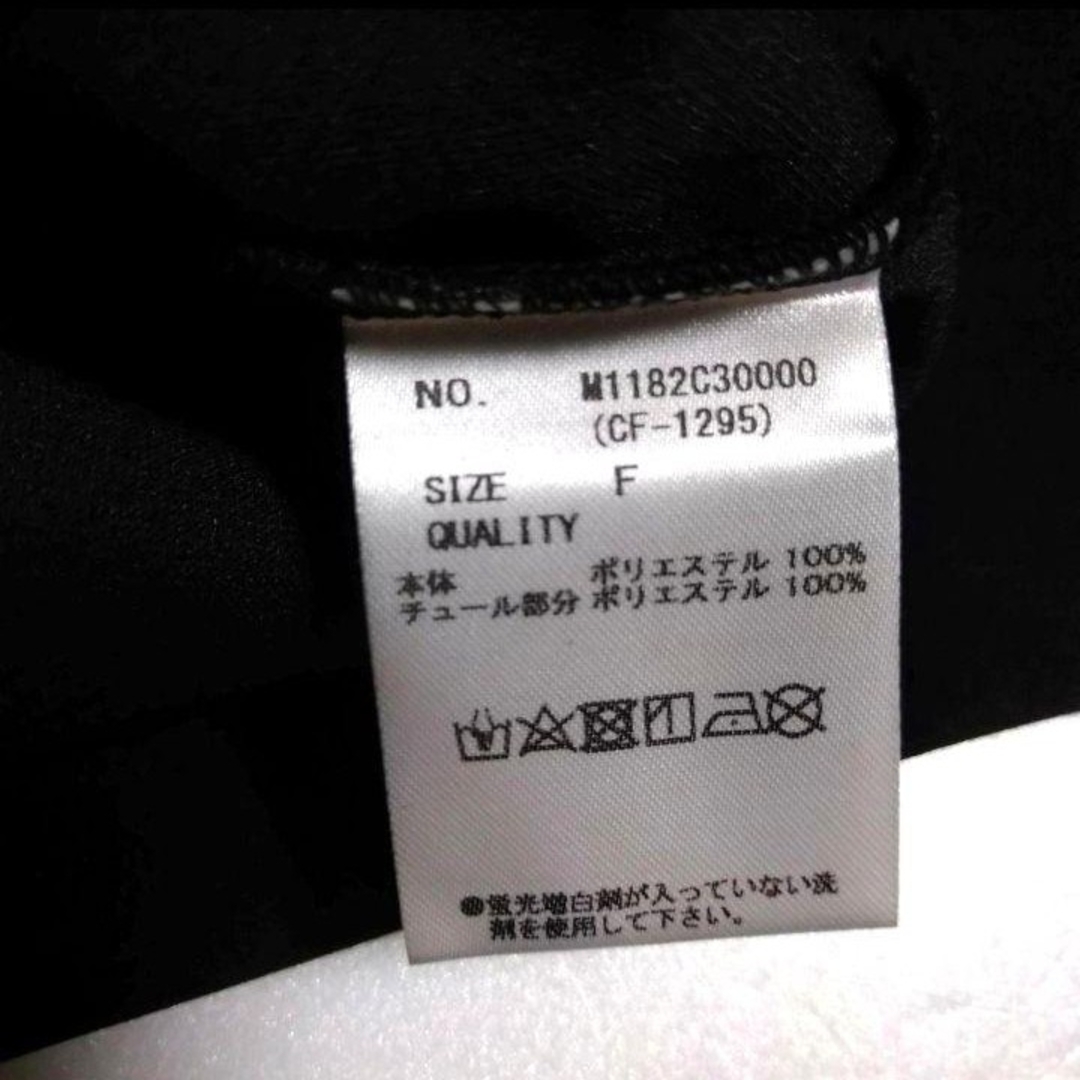 NO. M1182C30000
(CF-1295)
SIZE F
QUALITY
本体 ポリエステル 100%
チュール部分 ポリエステル 100%
●蛍光増白剤が入っていない洗
剤を使用して下さい。